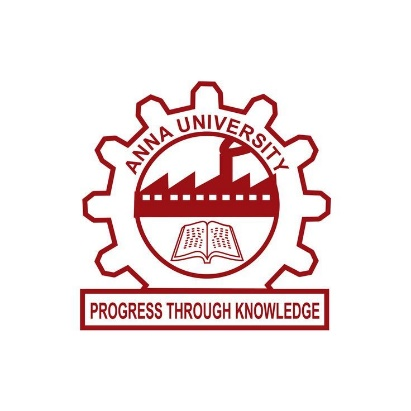 ANNA UNIVERSITY
PROGRESS THROUGH KNOWLEDGE